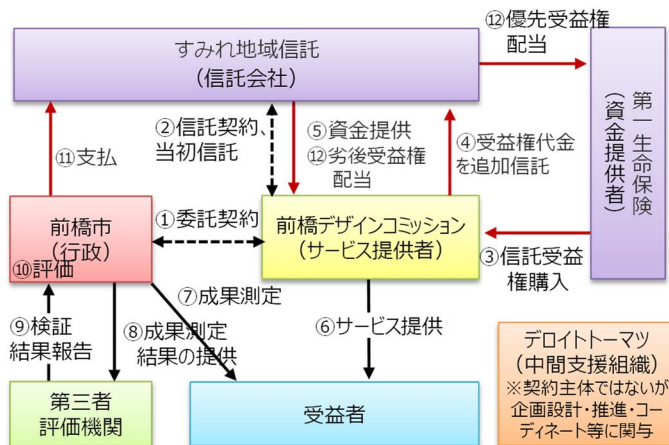 ⑫優先受益権
配当
すみれ地域信託
(信託会社)
第一生命保険
(資金提供者)
②信託契約、
当初信託
⑤資金提供
⑫劣後受益権
配当
④受益権代金
を追加信託
⑪支払
前橋市
(行政)
⑩評価
①委託契約
前橋デザインコミッション
(サービス提供者)
③信託受益
権購入
⑦成果測定
⑨検証
結果報告
⑧成果測定
結果の提供
⑥サービス提供
デロイトトーマツ
(中間支援組織)
※契約主体ではないが
企画設計・推進・コー
ディネート等に関与
第三者
評価機関
受益者